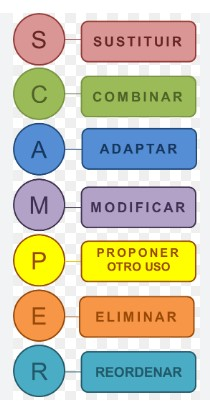 S SUSTITUIR
C COMBINAR
A ADAPTAR
M MODIFICAR
P PROPONER
OTRO USO
E ELIMINAR
R REORDENAR